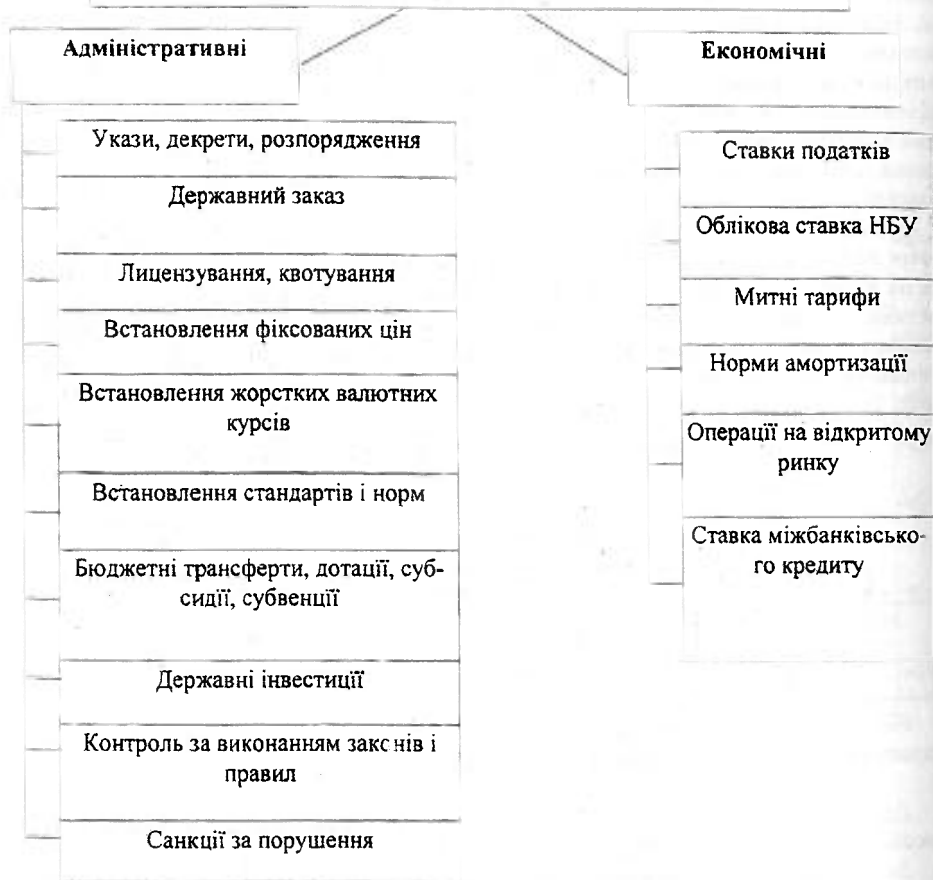 Адміністративні
Укази, декрети, розпорядження
Державний заказ
Лицензування, квотування
Встановлення фіксованих цін
Встановлення жорстких валютних
курсів
Встановлення стандартів і норм
Бюджетні трансферти, дотації, суб-
сидії, субвенції
Державні інвестиції
Контроль за виконанням законів і
правил
Санкції за порушення
Економічні
Ставки податків
Облікова ставка НБУ
Митні тарифи
Норми амортизації
Операції на відкритому
ринку
Ставка міжбанківсько-
го кредиту